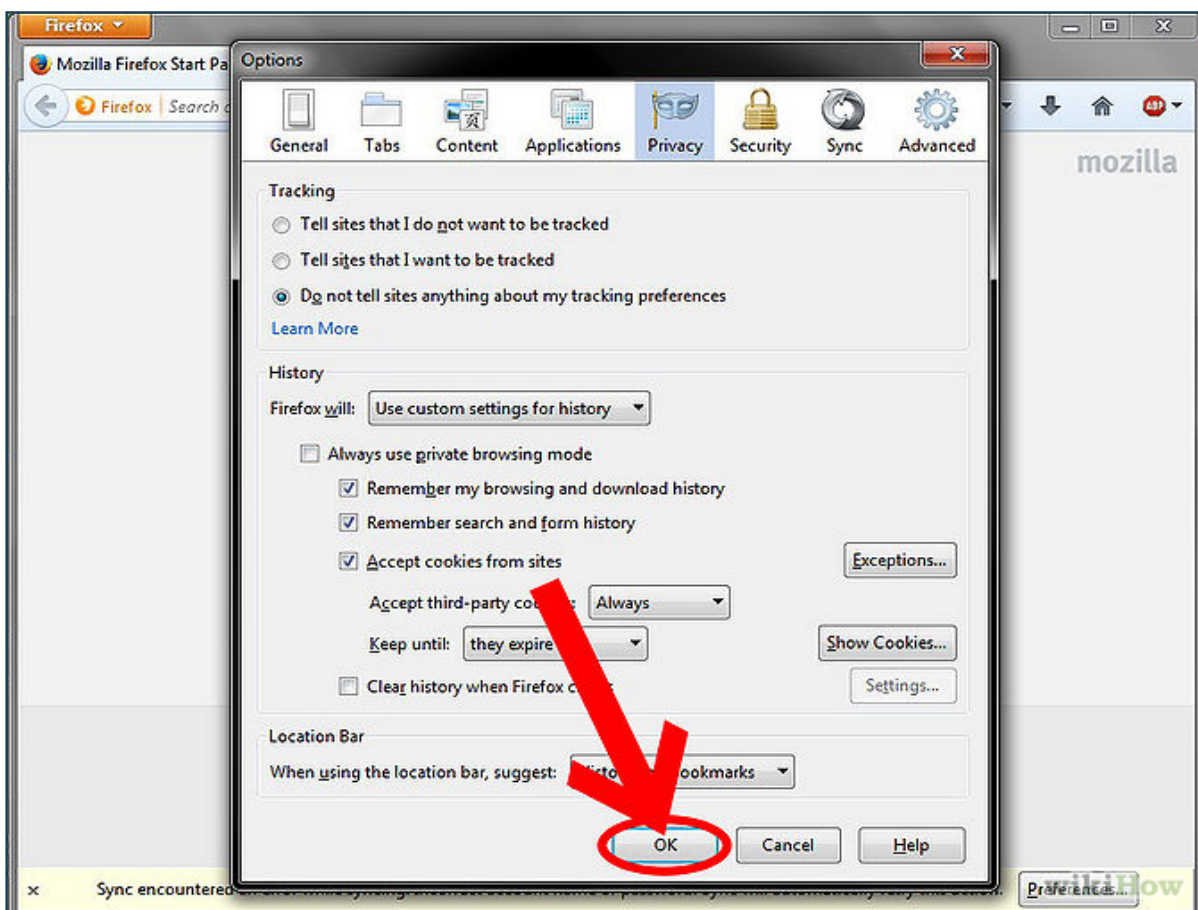 Firefox
Mozilla Firefox Start Pa
Options
Firefox Search
ABP
General Tabs Content Applications Privacy Security Sync Advanced
mozilla
Tracking
Tell sites that I do not want to be tracked
Tell sites that I want to be tracked
Do not tell sites anything about my tracking preferences
Learn More
History
Firefox will: Use custom settings for history
Always use private browsing mode
Remember my browsing and download history
Remember search and form history
Accept cookies from sites Exceptions...
Accept third-party Always
Keep until: they expire Show Cookies...
Clear history when Firefox
Settings...
Location Bar
When using the location bar, suggest:
OK Cancel Help
x Sync encountered Preferences...
wikiHow